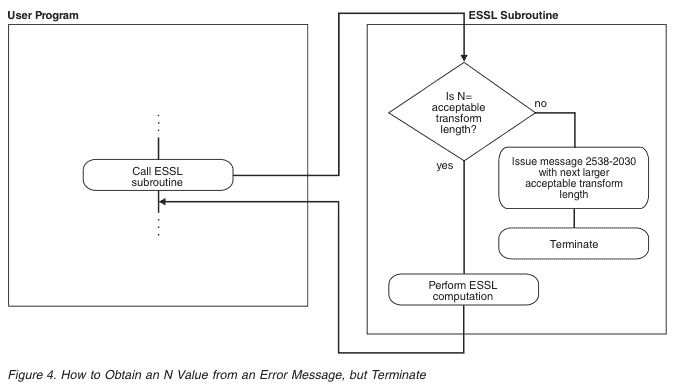 User Program
ESSL Subroutine
Call ESSL
subroutine
Is N=
acceptable
transform
length?
no
yes
Issue message 2538-2030
with next larger
acceptable transform
length
Terminate
Perform ESSL
computation
Figure 4. How to Obtain an N Value from an Error Message, but Terminate